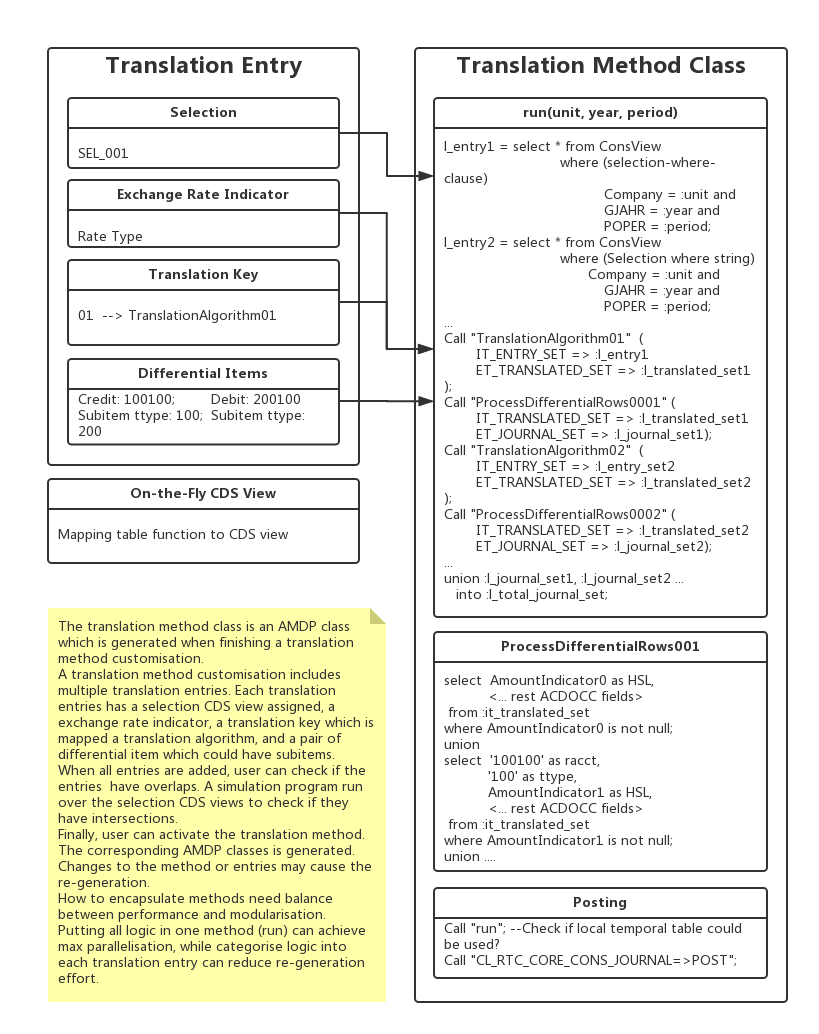 Translation Entry
Selection
SEL_001
Exchange Rate Indicator
Rate Type
Translation Key
01  --> TranslationAlgorithm01
Differential Items
Credit: 100100;         Debit: 200100
Subitem ttype: 100;  Subitem ttype:
200
On-the-Fly CDS View
Mapping table function to CDS view
The translation method class is an AMDP class
which is generated when finishing a translation
method customisation.
A translation method customisation includes
multiple translation entries. Each translation
entries has a selection CDS view assigned, a
exchange rate indicator, a translation key which is
mapped a translation algorithm, and a pair of
differential item which could have subitems.
When all entries are added, user can check if the
entries  have overlaps. A simulation program run
over the selection CDS views to check if they
have intersections.
Finally, user can activate the translation method.
The corresponding AMDP classes is generated.
Changes to the method or entries may cause the
re-generation.
How to encapsulate methods need balance
between performance and modularisation.
Putting all logic in one method (run) can achieve
max parallelisation, while categorise logic into
each translation entry can reduce re-generation
effort.
Translation Method Class
run(unit, year, period)
l_entry1 = select * from ConsView
where (selection-where-
clause)
Company = :unit and
GJAHR = :year and
POPER = :period;
l_entry2 = select * from ConsView
where (Selection where string)
Company = :unit and
GJAHR = :year and
POPER = :period;
...
Call "TranslationAlgorithm01"  (
IT_ENTRY_SET => :l_entry1
ET_TRANSLATED_SET => :l_translated_set1
);
Call "ProcessDifferentialRows0001" (
IT_TRANSLATED_SET => :l_translated_set1
ET_JOURNAL_SET => :l_journal_set1);
Call "TranslationAlgorithm02"  (
IT_ENTRY_SET => :l_entry_set2
ET_TRANSLATED_SET => :l_translated_set2
);
Call "ProcessDifferentialRows0002" (
IT_TRANSLATED_SET => :l_translated_set2
ET_JOURNAL_SET => :l_journal_set2);
...
union :l_journal_set1, :l_journal_set2 ...
into :l_total_journal_set;
ProcessDifferentialRows001
select  AmountIndicator0 as HSL,
<... rest ACDOCC fields>
from :it_translated_set
where AmountIndicator0 is not null;
union
select  '100100' as racct,
'100' as ttype,
AmountIndicator1 as HSL,
<... rest ACDOCC fields>
from :it_translated_set
where AmountIndicator1 is not null;
union ....
Posting
Call "run"; --Check if local temporal table could
be used?
Call "CL_RTC_CORE_CONS_JOURNAL=>POST";